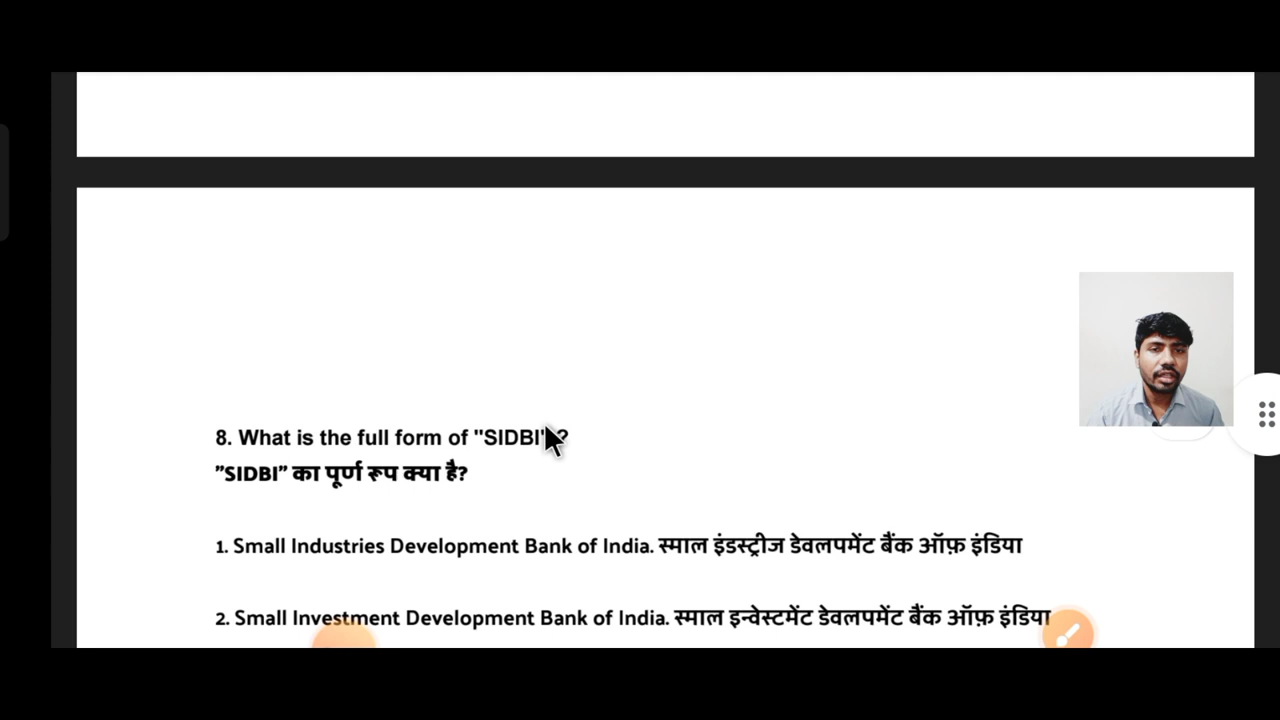 8. What is the full form of "SIDBI" ?
”SIDBI” का पूर्ण रूप क्या है?
1. Small Industries Development Bank of India. स्माल इंडस्ट्रीज डेवलपमेंट बैंक ऑफ़ इंडिया
2. Small Investment Development Bank of India. स्माल इन्वेस्टमेंट डेवलपमेंट बैंक ऑफ़ इंडिया